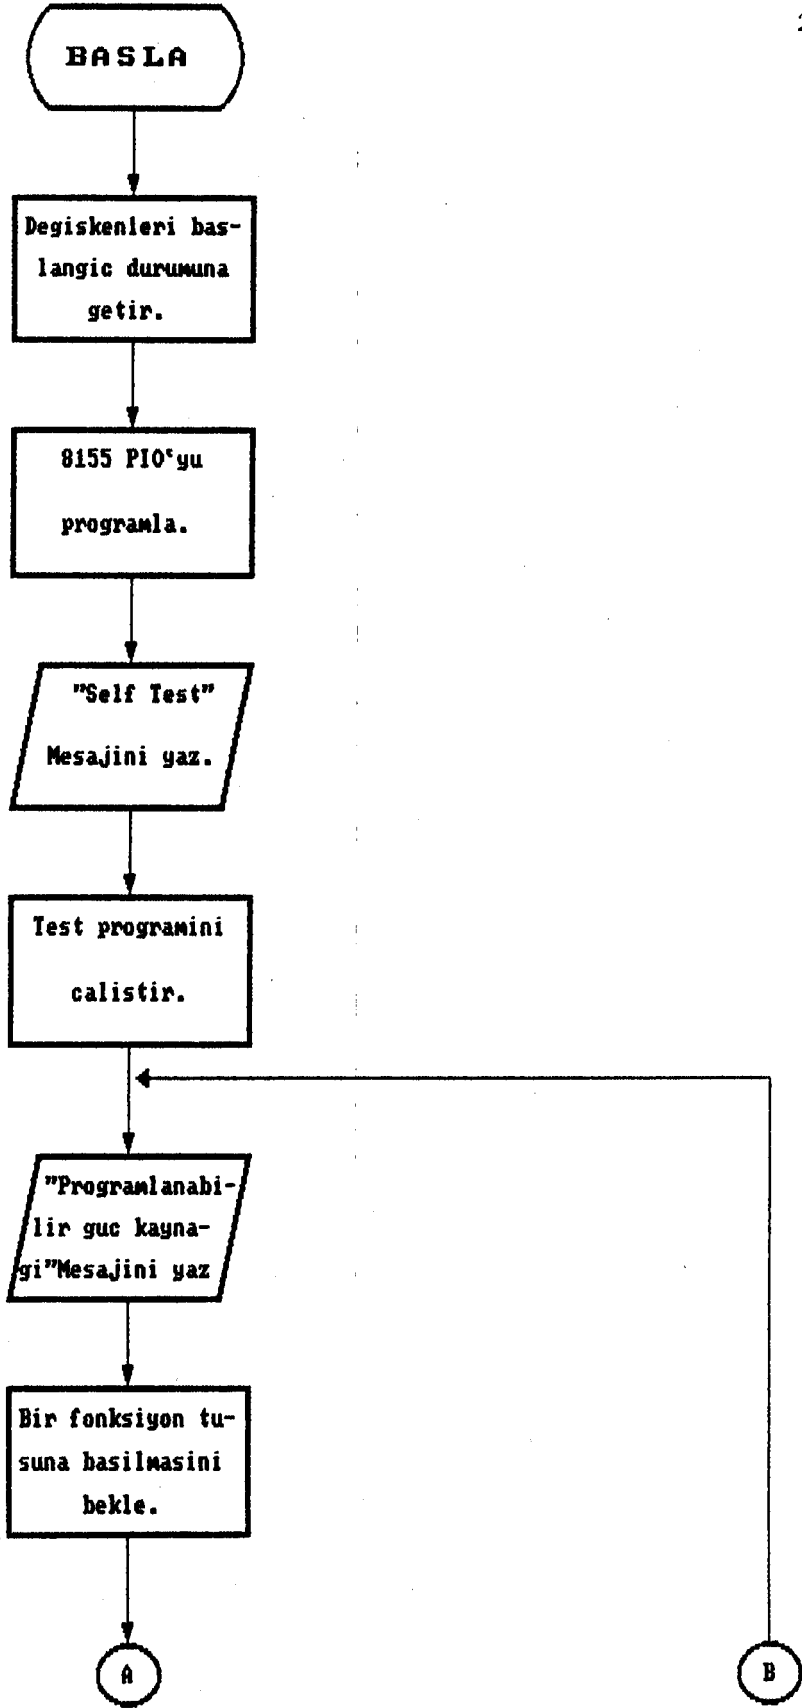 BASLA
Degiskenleri bas-
langic durumuna
getir.
8155 PIO'yu
programla.
"Self Test"
Mesajini yaz.
Test programini
calistir.
"Programlanabi-
lir guc kayna-
gi"Mesajini yaz
Bir fonksiyon tu-
suna basilmasini
bekle.
A
B